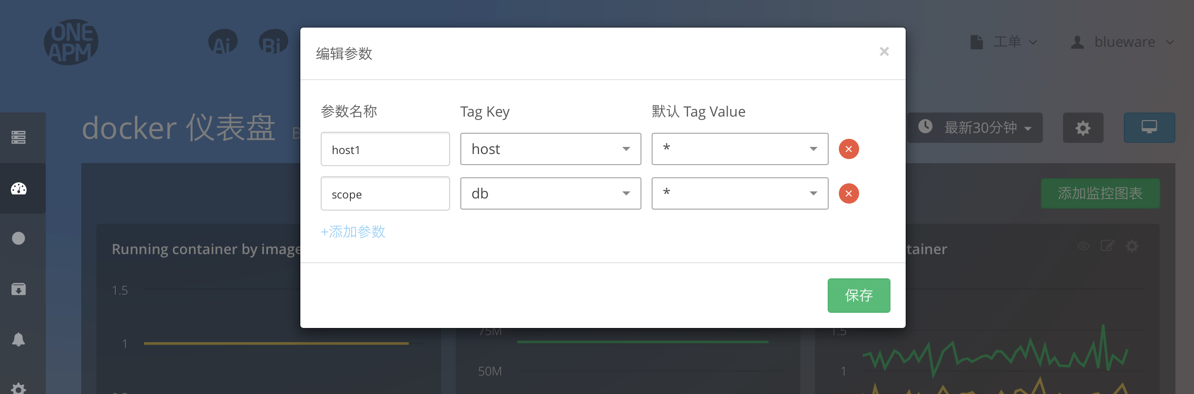 ONE
APM
Ai
Bi
工单
blueware
编辑参数
×
docker 仪表盘
最新30分钟
参数名称
Tag Key
默认 Tag Value
host1
host
*
scope
db
*
+添加参数
添加监控图表
保存
Running container by image
tainer
1.5
1
75M
50M
1.5
1